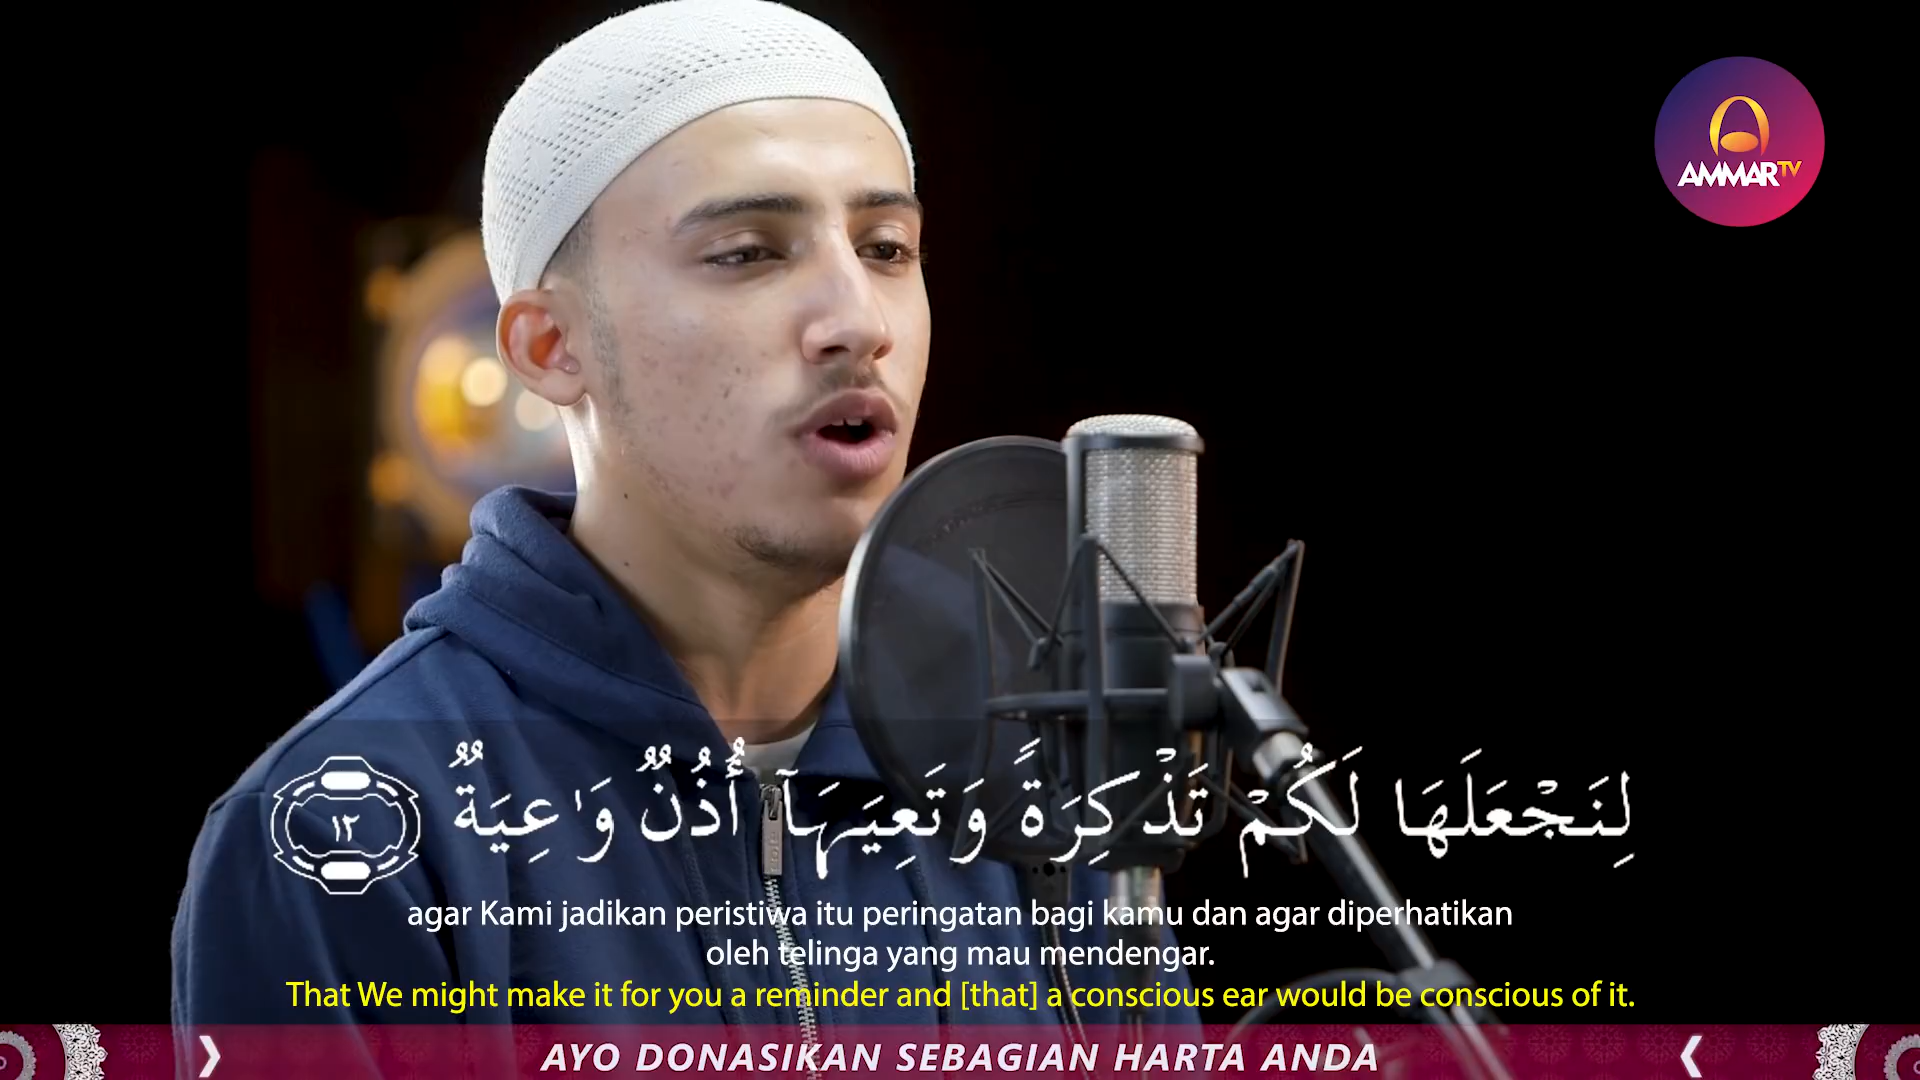 AMMARTV
لِنَجْعَلَهَا لَكُمْ تَذْكِرَةً وَتَعِيَهَآ أُذُنٌ وَٰعِيَةٌ ١٢
agar Kami jadikan peristiwa itu peringatan bagi kamu dan agar diperhatikan
oleh telinga yang mau mendengar.
That We might make it for you a reminder and [that] a conscious ear would be conscious of it.
AYO DONASIKAN SEBAGIAN HARTA ANDA